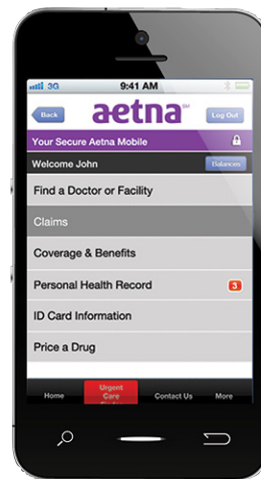 3G 9:41 AM
Back aetna℠ Log Out
Your Secure Aetna Mobile
Welcome John Balances
Find a Doctor or Facility
Claims
Coverage & Benefits
Personal Health Record 3
ID Card Information
Price a Drug
Home Urgent Care Contact Us More